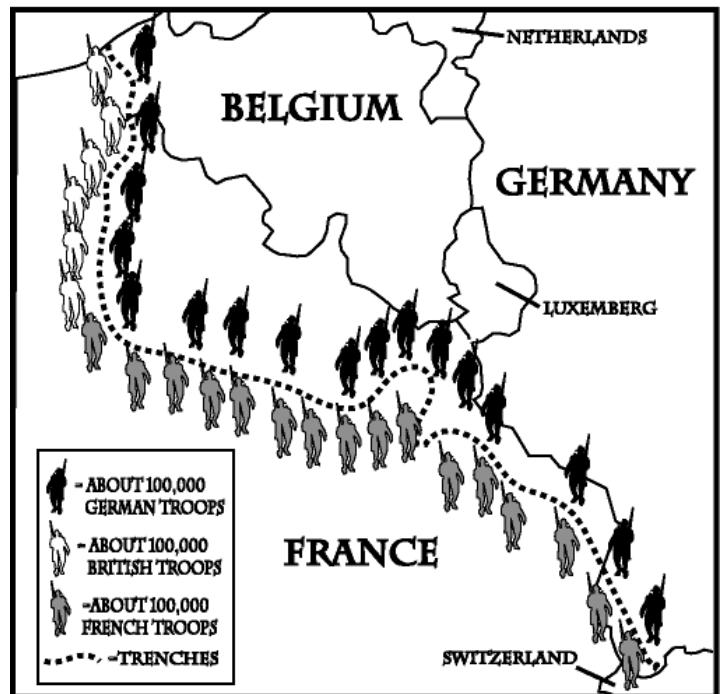 NETHERLANDS
BELGIUM
GERMANY
LUXEMBERG
= ABOUT 100,000
GERMAN TROOPS
= ABOUT 100,000
BRITISH TROOPS
=ABOUT 100,000
FRENCH TROOPS
=TRENCHES
FRANCE
SWITZERLAND